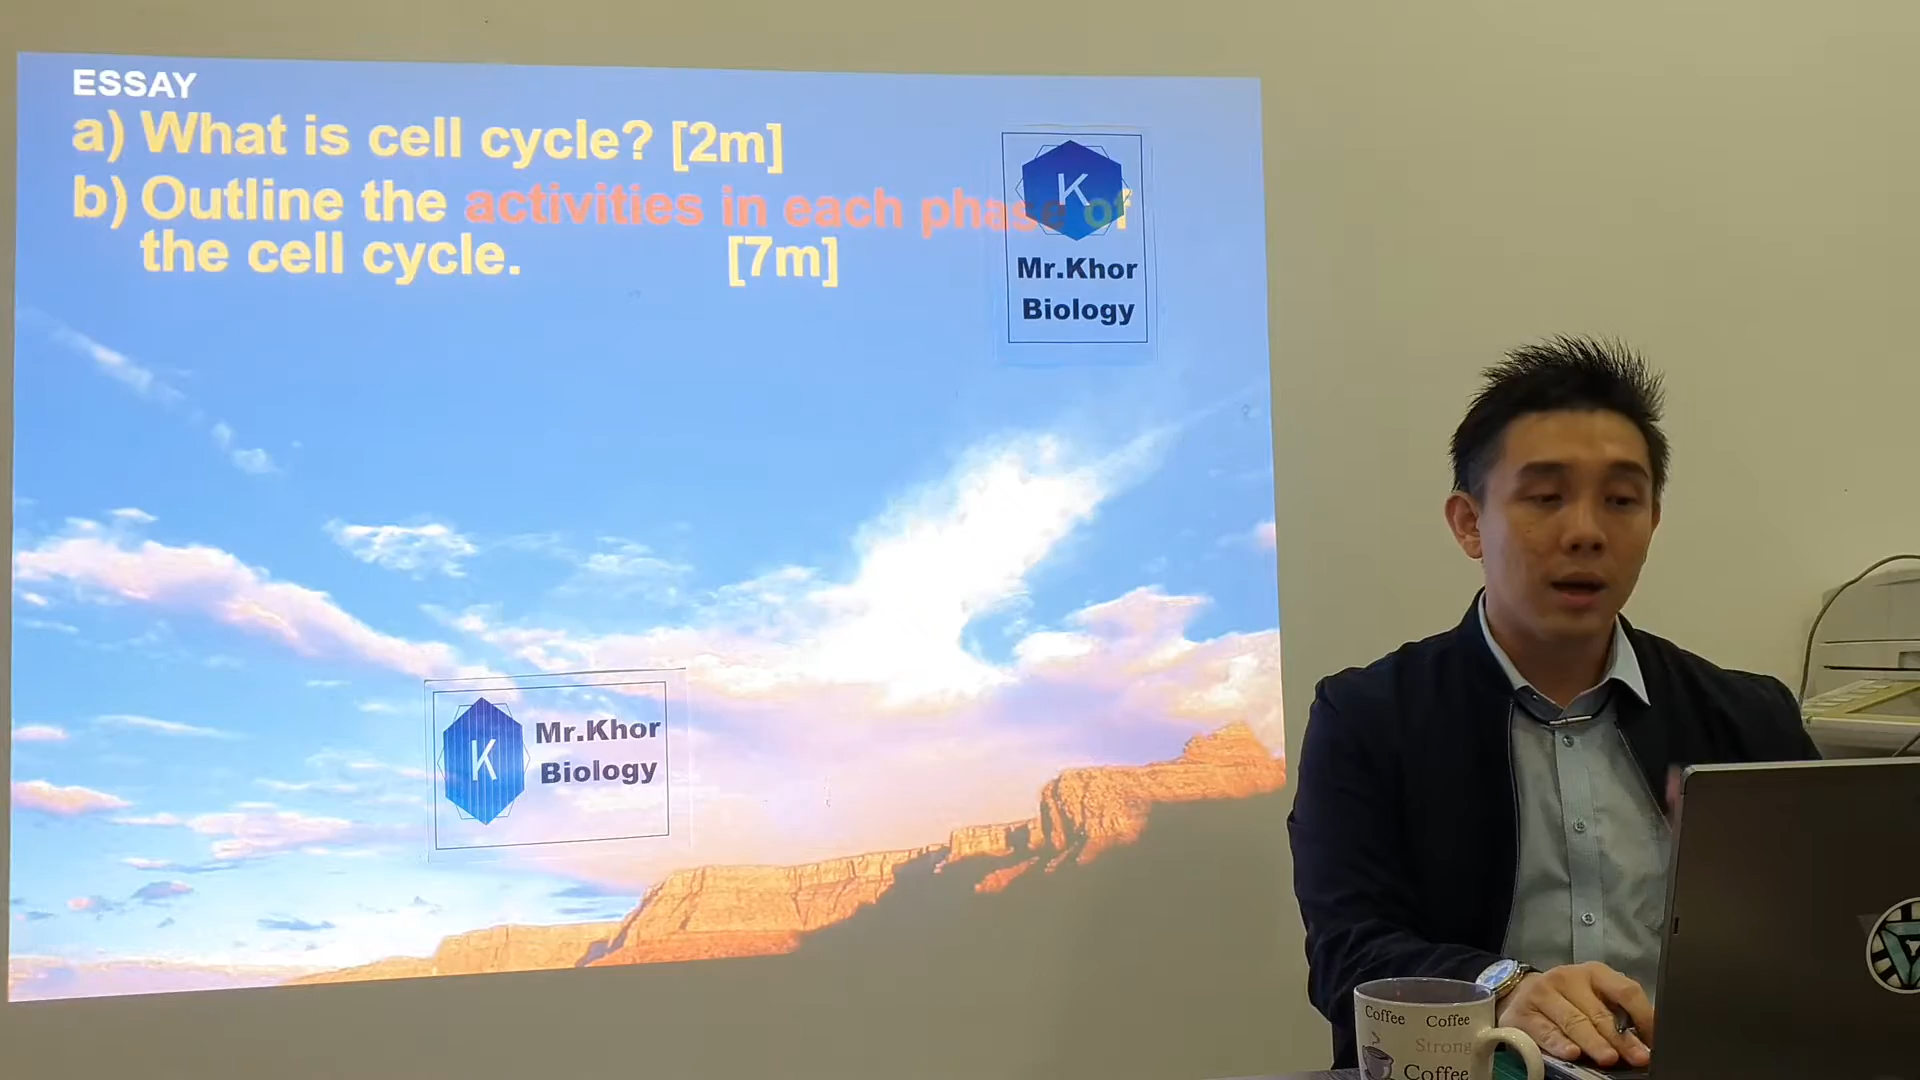 ESSAY
a) What is cell cycle? [2m]
b) Outline the activities in each phase of
the cell cycle. [7m]
K
Mr.Khor
Biology
K
Mr.Khor
Biology
Coffee Coffee
Strong
Coffee